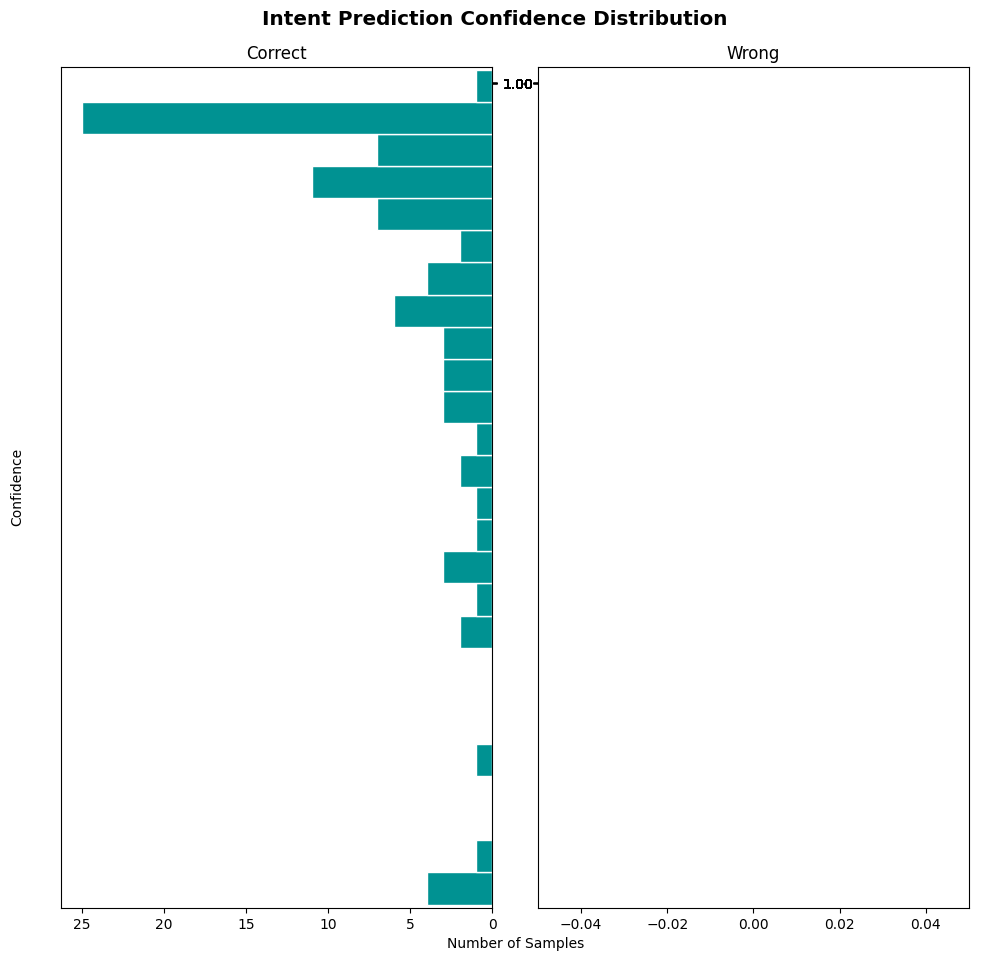 Intent Prediction Confidence Distribution
Correct
Wrong
1.00
Confidence
25 20 15 10 5 0
−0.04 −0.02 0.00 0.02 0.04
Number of Samples